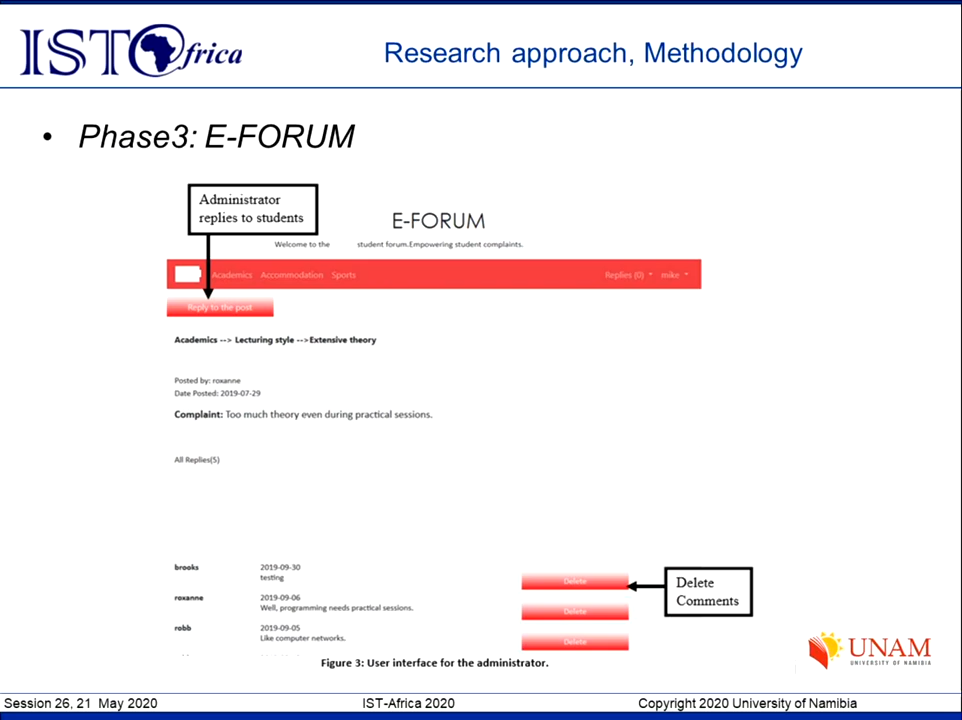 ISTAfrica
Research approach, Methodology
• Phase3: E-FORUM
Administrator
replies to students
E-FORUM
Welcome to the student forum.Empowering student complaints.
Academics Accommodation Sports Replies (0) mike
Reply to the post
Academics --> Lecturing style -->Extensive theory
Posted by: roxanne
Date Posted: 2019-07-29
Complaint: Too much theory even during practical sessions.
All Replies(5)
brooks 2019-09-30 Delete
testing
roxanne 2019-09-06 Delete
Well, programming needs practical sessions.
robb 2019-09-05 Delete
Like computer networks.
Delete
Comments
Figure 3: User interface for the administrator.
UNAM
UNIVERSITY OF NAMIBIA
Session 26, 21 May 2020 IST-Africa 2020 Copyright 2020 University of Namibia